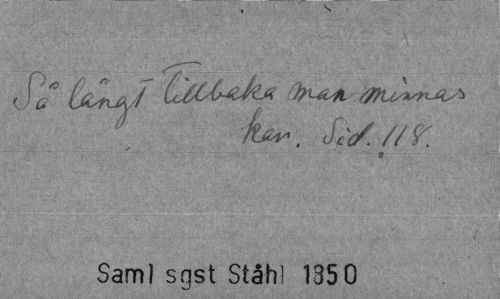 Så långt tillbaka man minnas
kan. Sid. 118.
Saml sgst Ståhl 1850